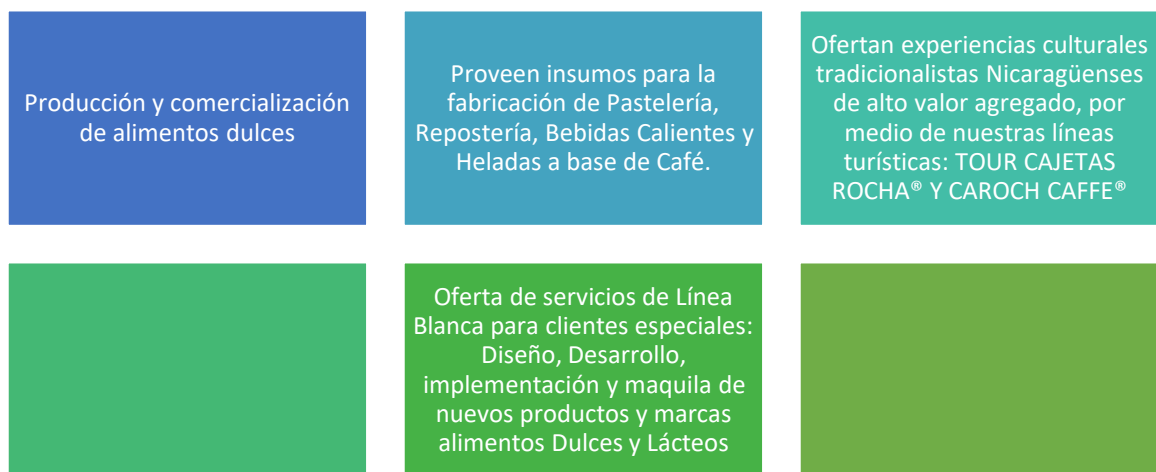 Producción y comercialización
de alimentos dulces
Proveen insumos para la
fabricación de Pastelería,
Repostería, Bebidas Calientes y
Heladas a base de Café.
Ofertan experiencias culturales
tradicionalistas Nicaragüenses
de alto valor agregado, por
medio de nuestras líneas
turísticas: TOUR CAJETAS
ROCHA® Y CAROCH CAFFE®
Oferta de servicios de Línea
Blanca para clientes especiales:
Diseño, Desarrollo,
implementación y maquila de
nuevos productos y marcas
alimentos Dulces y Lácteos